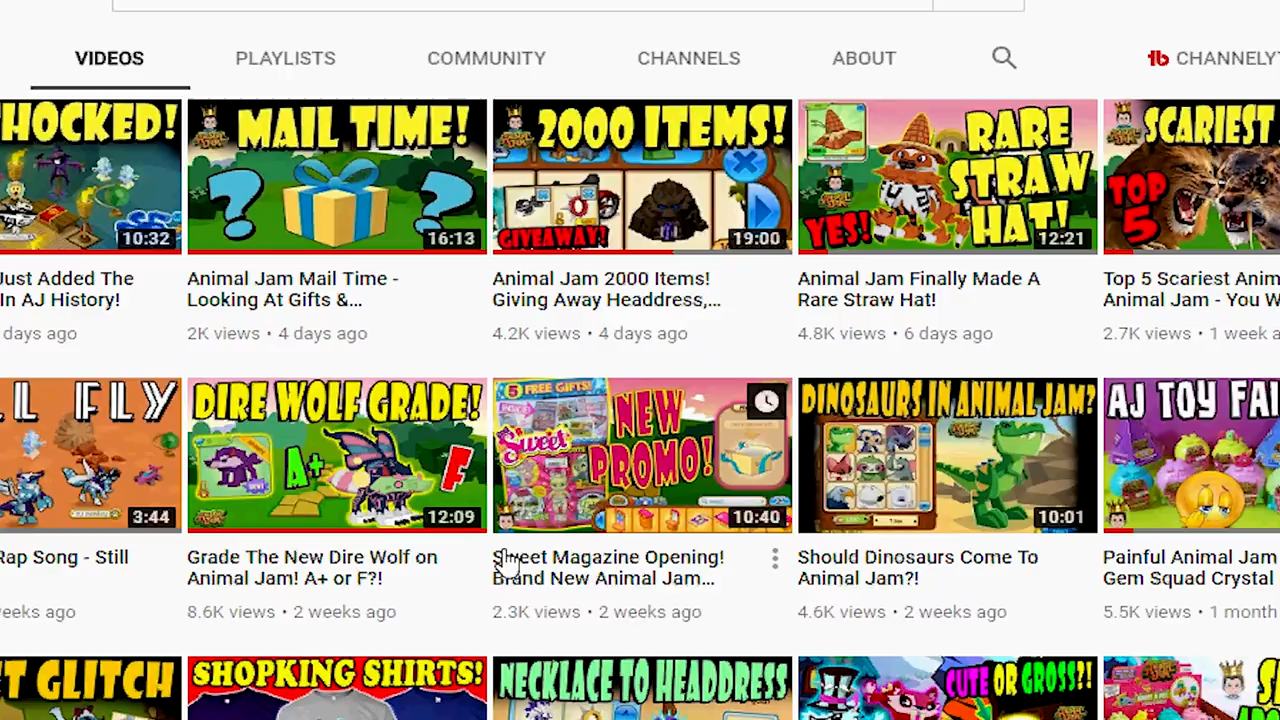 VIDEOS
PLAYLISTS
COMMUNITY
CHANNELS
ABOUT
CHANNELYT
HOCKED!
10:32
MAIL TIME!
? ?
16:13
2000 ITEMS!
GIVEAWAY!
19:00
RARE
STRAW
HAT!
YES!
12:21
SCARIEST
TOP
5
Just Added The
In AJ History!
days ago
Animal Jam Mail Time -
Looking At Gifts &...
2K views • 4 days ago
Animal Jam 2000 Items!
Giving Away Headdress,...
4.2K views • 4 days ago
Animal Jam Finally Made A
Rare Straw Hat!
4.8K views • 6 days ago
Top 5 Scariest Anim
Animal Jam - You W
2.7K views • 1 week a
LL FLY
3:44
DIRE WOLF GRADE!
A+
F
12:09
5 FREE GIFTS!
Sweet
NEW
PROMO!
10:40
DINOSAURS IN ANIMAL JAM?
10:01
AJ TOY FAI
Rap Song - Still
eeks ago
Grade The New Dire Wolf on
Animal Jam! A+ or F?!
8.6K views • 2 weeks ago
Sweet Magazine Opening!
Brand New Animal Jam...
2.3K views • 2 weeks ago
Should Dinosaurs Come To
Animal Jam?!
4.6K views • 2 weeks ago
Painful Animal Jam
Gem Squad Crystal
5.5K views • 1 month
T GLITCH
SHOPKING SHIRTS!
NECKLACE TO HEADDRESS
CUTE OR GROSS?!